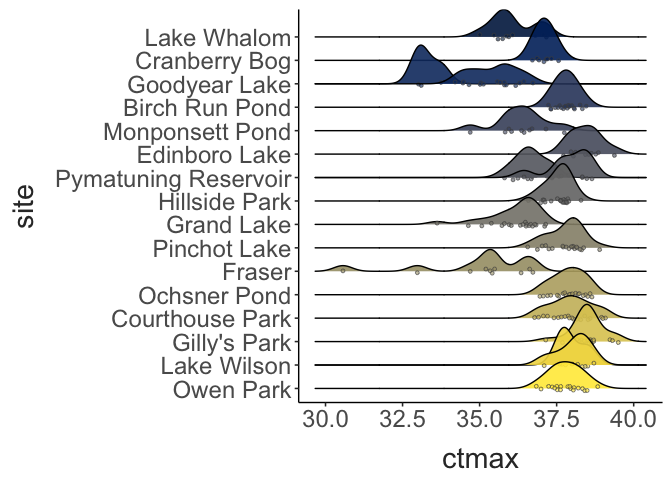 Lake Whalom
Cranberry Bog
Goodyear Lake
Birch Run Pond
Monponsett Pond
Edinboro Lake
Pymatuning Reservoir
Hillside Park
Grand Lake
Pinchot Lake
Fraser
Ochsner Pond
Courthouse Park
Gilly's Park
Lake Wilson
Owen Park
site
30.0 32.5 35.0 37.5 40.0
ctmax